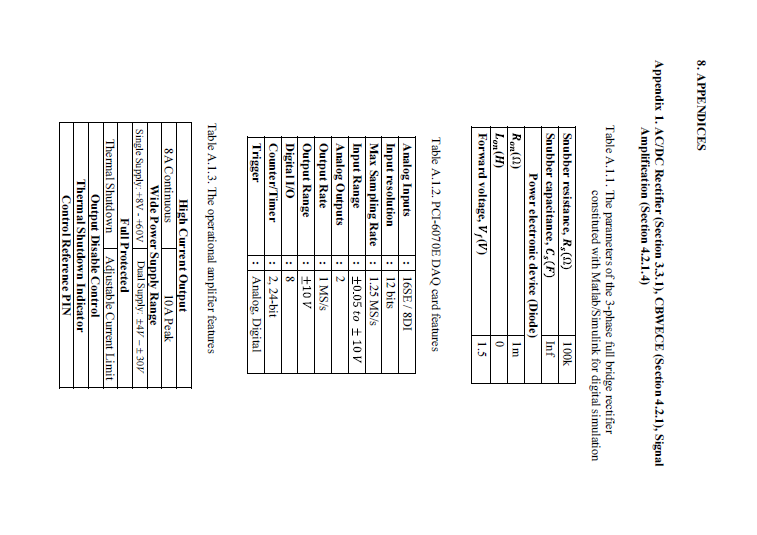 8. APPENDICES
Appendix 1. AC/DC Rectifier (Section 3.3.1), CBWECE (Section 4.2.1), Signal
Amplification (Section 4.2.1.4)
Table A.1.1. The parameters of the 3-phase full bridge rectifier
constituted with Matlab/Simulink for digital simulation
Snubber resistance, Rs(Ω) 100k
Snubber capacitance, Cs(F) Inf
Power electronic device (Diode)
Ron(Ω) 1m
Lon(H) 0
Forward voltage, Vf(V) 1.5
Table A.1.2. PCI-6070E DAQ card features
Analog Inputs : 16SE / 8DI
Input resolution : 12 bits
Max Sampling Rate : 1.25 MS/s
Input Range : ±0.05 to ± 10 V
Analog Outputs : 2
Output Rate : 1 MS/s
Output Range : ±10 V
Digital I/O : 8
Counter/Timer : 2, 24-bit
Trigger : Analog, Digital
Table A.1.3. The operational amplifier features
High Current Output
8A Continuous 10A Peak
Wide Power Supply Range
Single Supply: +8V - +60V Dual Supply: ±4V – ±30V
Full Protected
Thermal Shutdown Adjustable Current Limit
Output Disable Control
Thermal Shutdown Indicator
Control Reference PIN